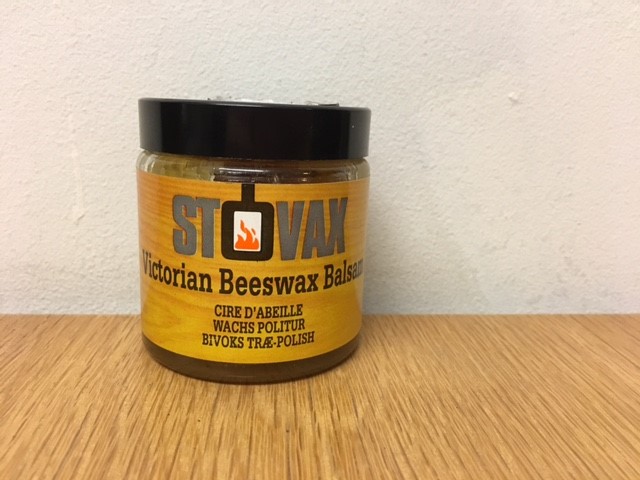 STOVAX
Victorian Beeswax Balsam
CIRE D'ABEILLE
WACHS POLITUR
BIVOKS TRÆ-POLISH